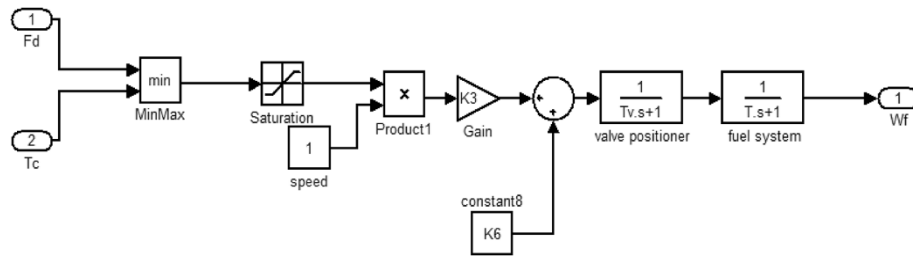 1
Fd
2
Tc
min
MinMax
Saturation
1
speed
x
Product1
K3
Gain
+
+
constant8
K6
1
Tv.s+1
valve positioner
1
T.s+1
fuel system
1
Wf